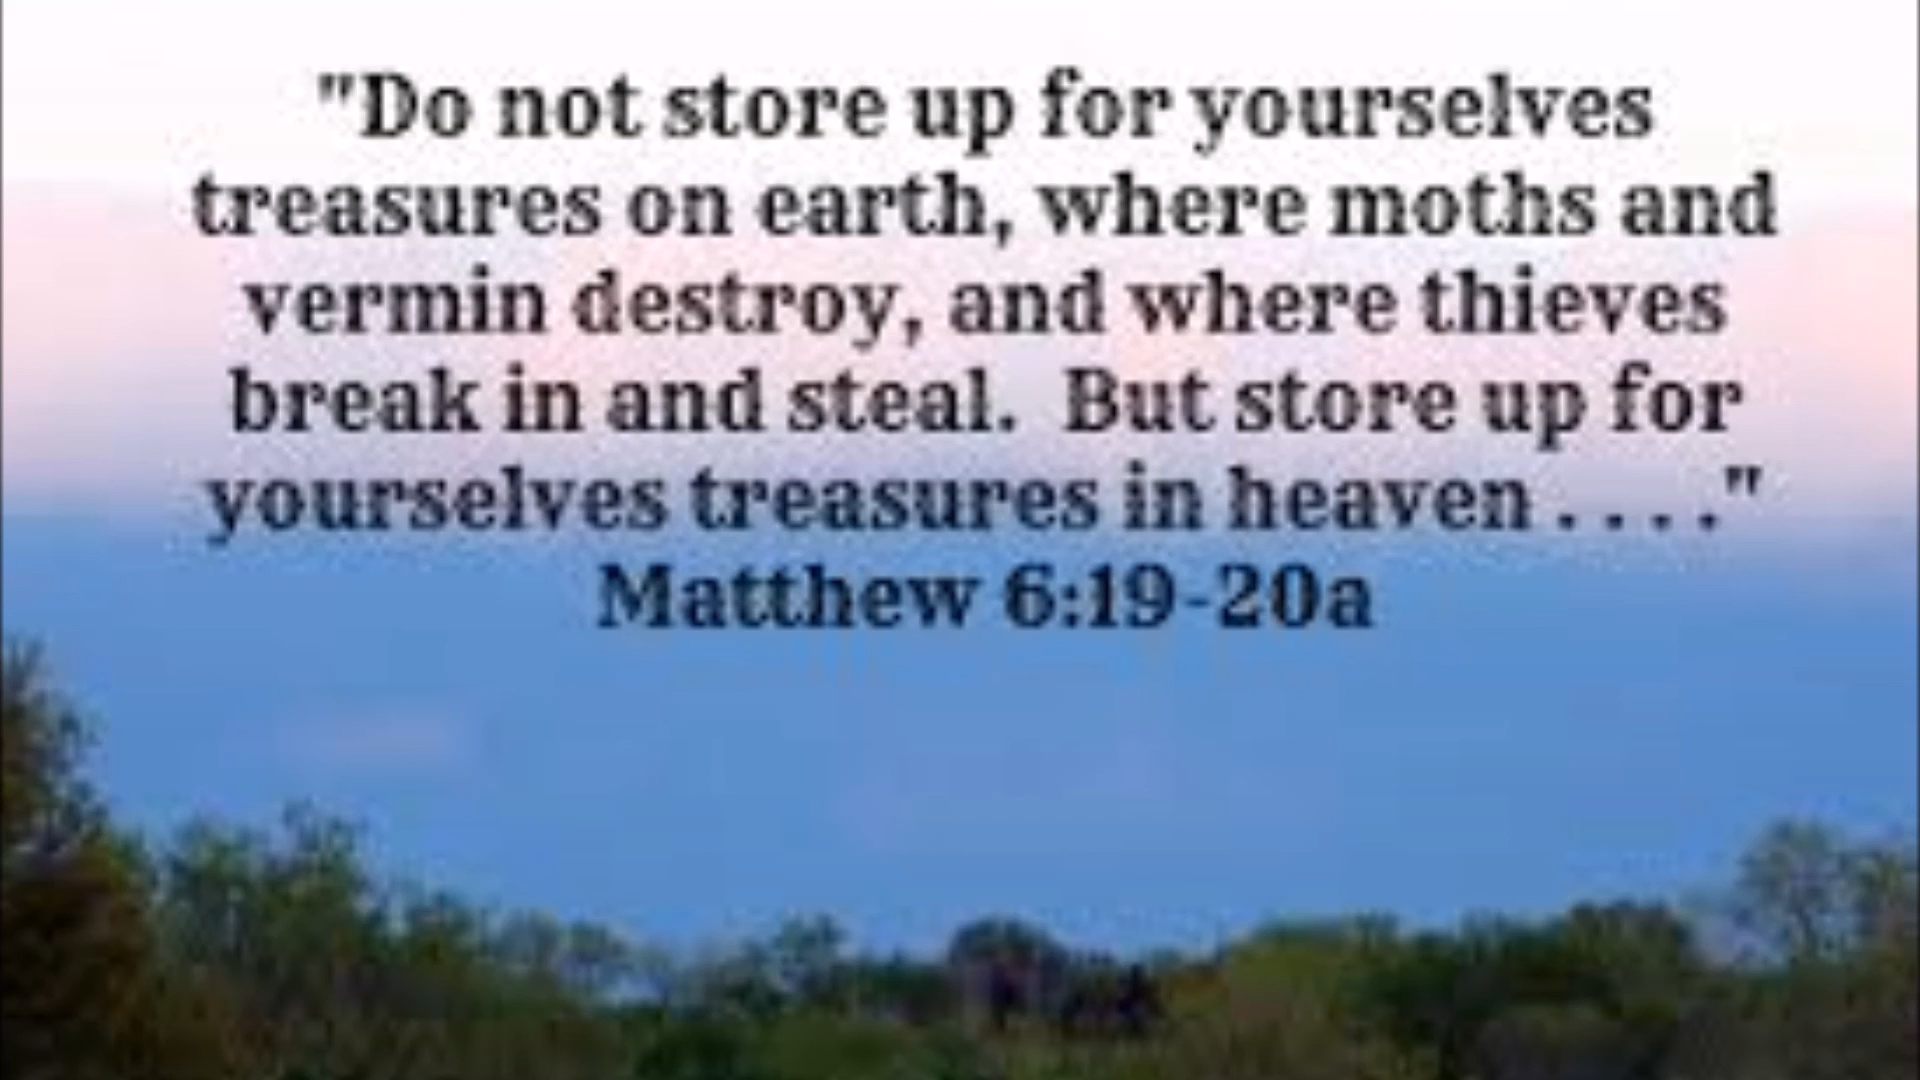 "Do not store up for yourselves
treasures on earth, where moths and
vermin destroy, and where thieves
break in and steal.  But store up for
yourselves treasures in heaven . . . ."
Matthew 6:19-20a